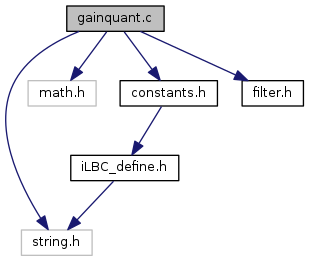 gainquant.c
math.h
constants.h
filter.h
iLBC_define.h
string.h